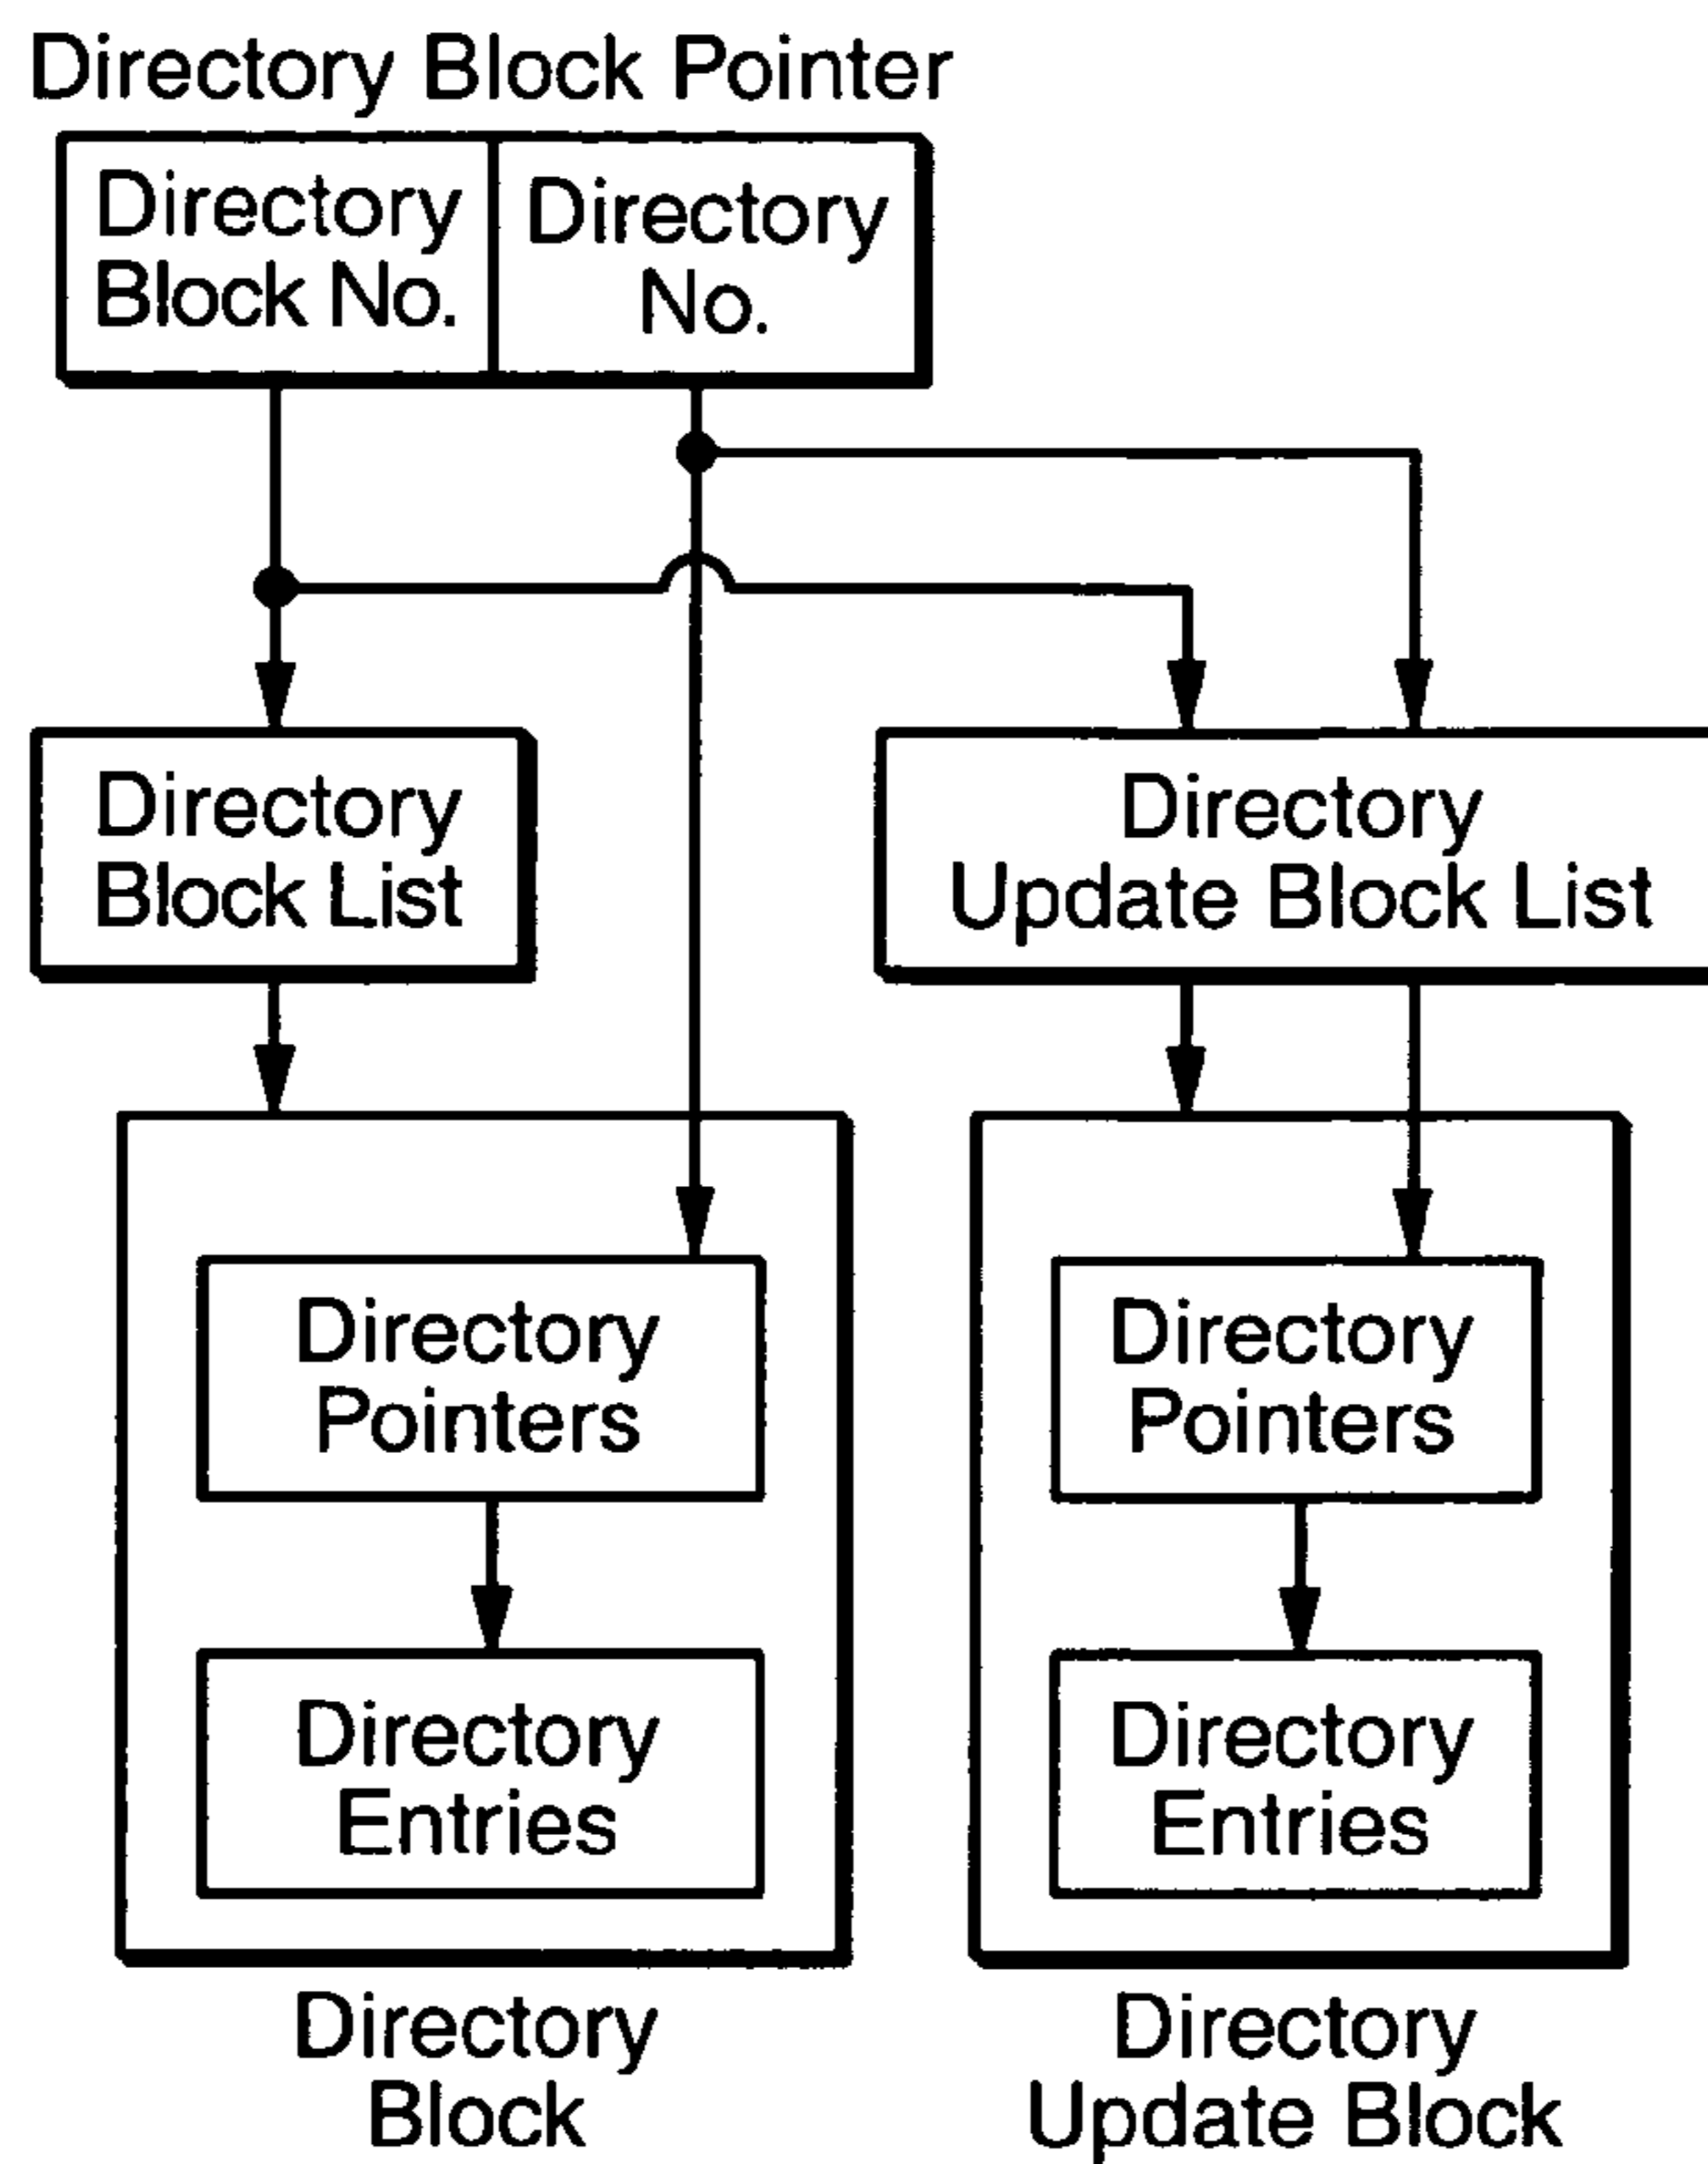 Directory Block Pointer
Directory
Block No.
Directory
No.
Directory
Block List
Directory
Update Block List
Directory
Pointers
Directory
Entries
Directory
Block
Directory
Pointers
Directory
Entries
Directory
Update Block